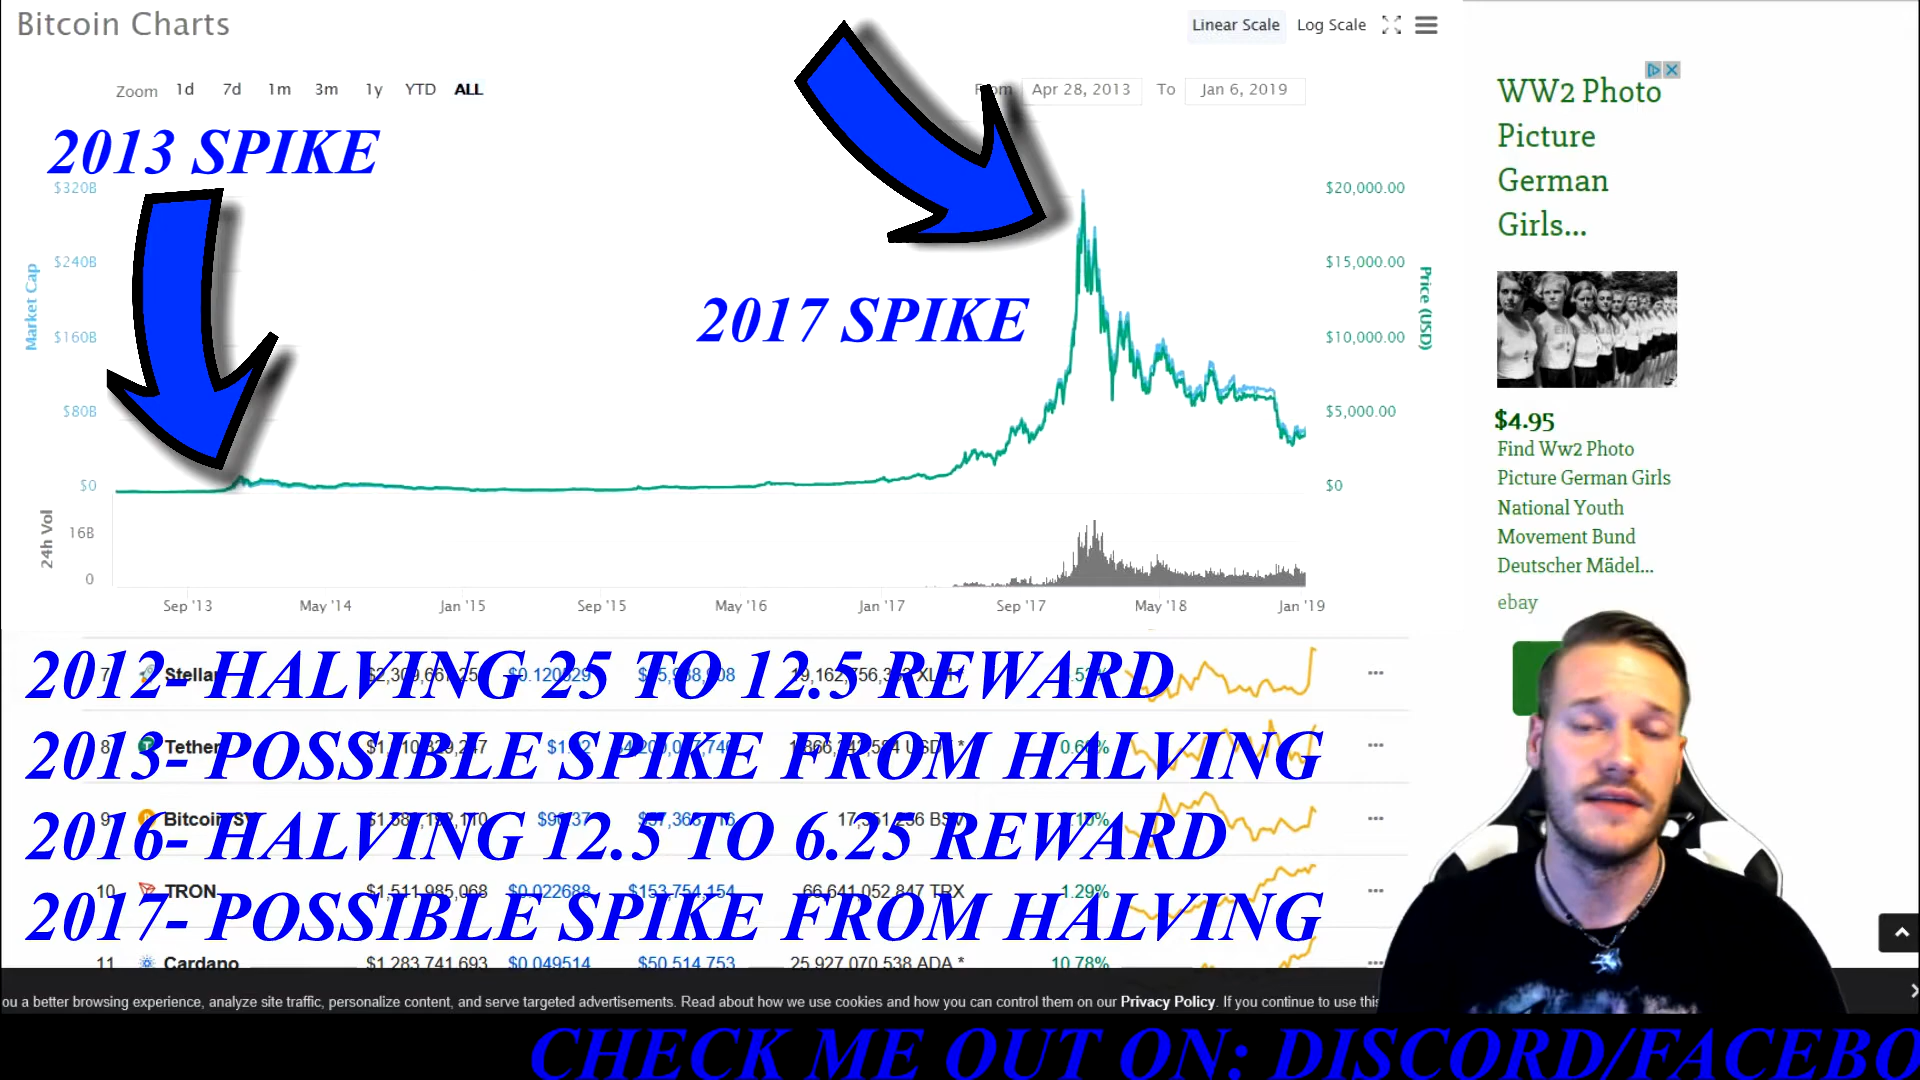 Bitcoin Charts
Linear Scale
Log Scale
Zoom 1d 7d 1m 3m 1y YTD ALL
Apr 28, 2013 To Jan 6, 2019
2013 SPIKE
2017 SPIKE
$320B
$240B
$160B
$80B
$0
Market Cap
$20,000.00
$15,000.00
$10,000.00
$5,000.00
$0
Price (USD)
24h Vol
16B
0
Sep '13 May '14 Jan '15 Sep '15 May '16 Jan '17 Sep '17 May '18 Jan '19
7 Stellar
2012- HALVING 25 TO 12.5 REWARD
8 Tether
2013- POSSIBLE SPIKE FROM HALVING
9 Bitcoin SV
2016- HALVING 12.5 TO 6.25 REWARD
10 TRON $1,511,985,068 $0.022688 $153,754,154 66,641,052,847 TRX 1.29%
2017- POSSIBLE SPIKE FROM HALVING
11 Cardano $1,283,741,693 $0.049514 $50,514,753 25,927,070,538 ADA * 10.78%
ou a better browsing experience, analyze site traffic, personalize content, and serve targeted advertisements. Read about how we use cookies and how you can control them on our Privacy Policy. If you continue to use this
CHECK ME OUT ON: DISCORD/FACEBO
WW2 Photo
Picture
German
Girls...
$4.95
Find Ww2 Photo
Picture German Girls
National Youth
Movement Bund
Deutscher Mädel...
ebay